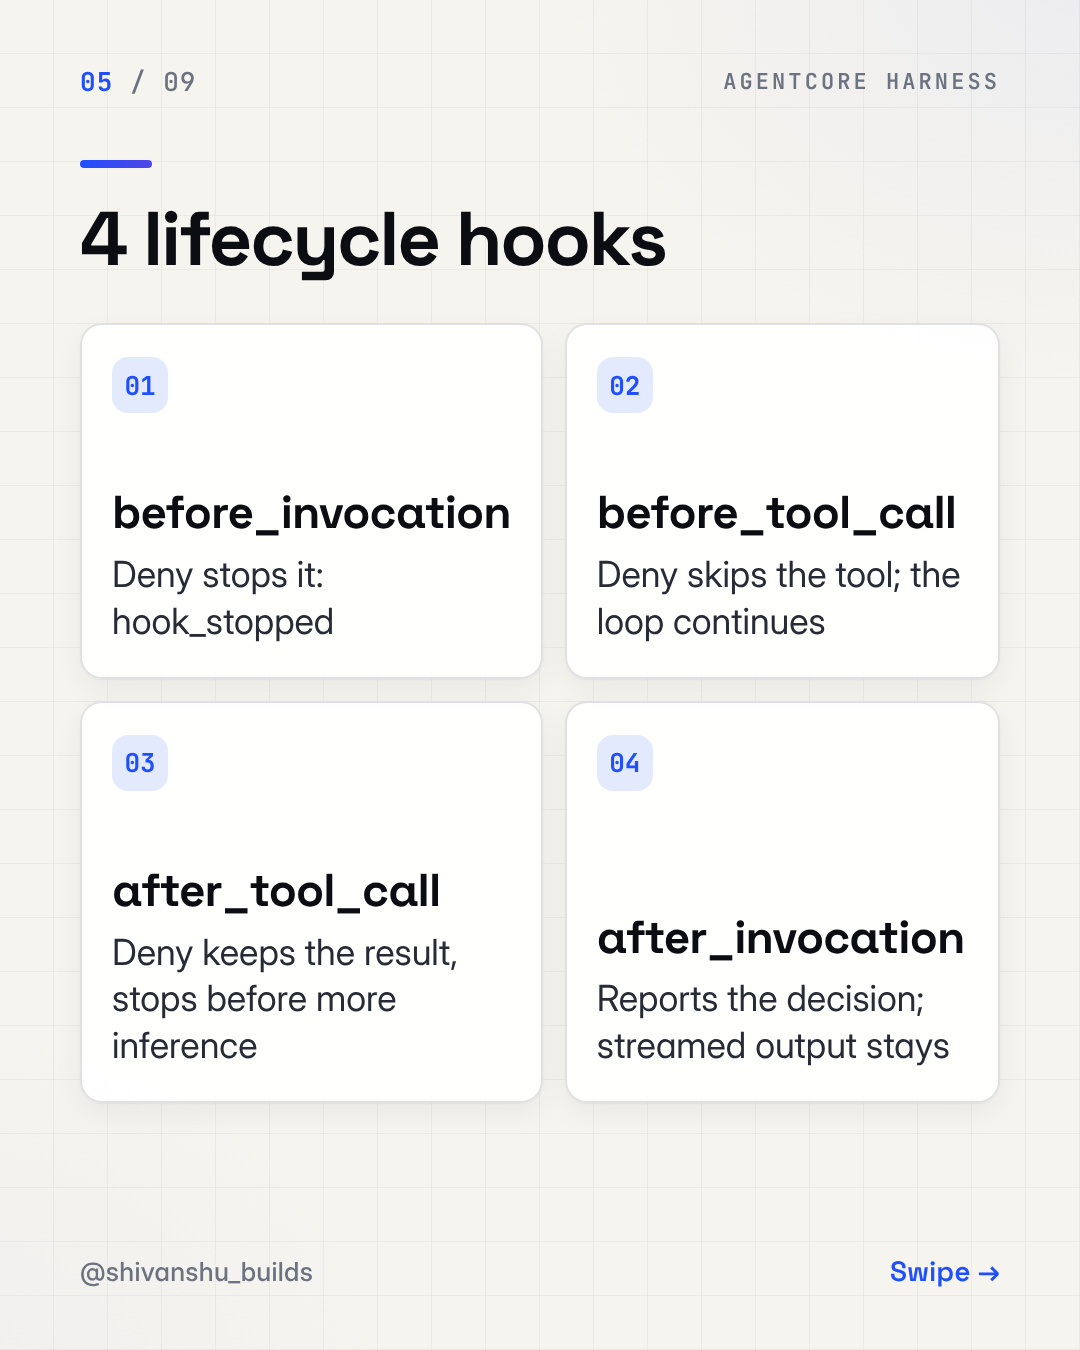 05 / 09
AGENTCORE HARNESS
4 lifecycle hooks
01
before_invocation
Deny stops it:
hook_stopped
02
before_tool_call
Deny skips the tool; the
loop continues
03
after_tool_call
Deny keeps the result,
stops before more
inference
04
after_invocation
Reports the decision;
streamed output stays
@shivanshu_builds
Swipe →